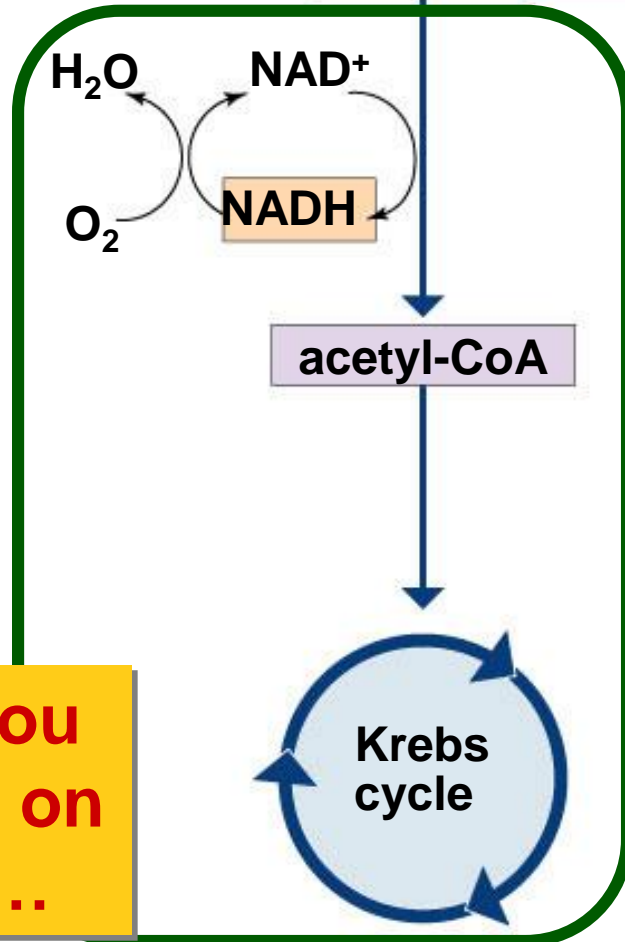 H₂O NAD⁺
O₂ NADH
acetyl-CoA
Krebs
cycle
ou
on
..